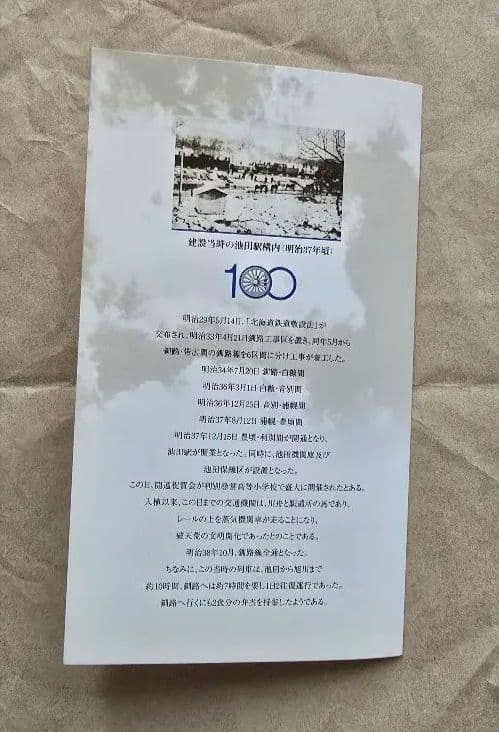 建設当時の池田駅構内(明治37年頃)
100
明治29年5月14日、「北海道鉄道敷設法」が
交布され、明治33年4月21日釧路工事区を置き、同年5月から
釧路・帯広間の釧路線を6区間に分け工事が着工した。
明治34年7月20日 釧路・白糠間
明治36年3月1日 白糠・音別間
明治36年12月25日 音別・浦幌間
明治37年8月12日 浦幌・豊頃間
明治37年12月15日 豊頃・利別間が開通となり、
池田駅が開業となった。同時に、池田機関庫及び
池田保線区が設置となった。
この日、開通祝賀会が利別尋常高等小学校で盛大に開催されたとある。
入植以来、この日までの交通機関は、川舟と駅逓所の馬であり、
レールの上を蒸気機関車が走ることになり、
破天荒の文明開化であったとのことである。
明治38年10月、釧路線全通となった。
ちなみに、この当時の列車は、池田から旭川まで
約10時間、釧路へは約7時間を要し1日2往復運行であった。
釧路へ行くにも2食分の弁当を持参したようである。